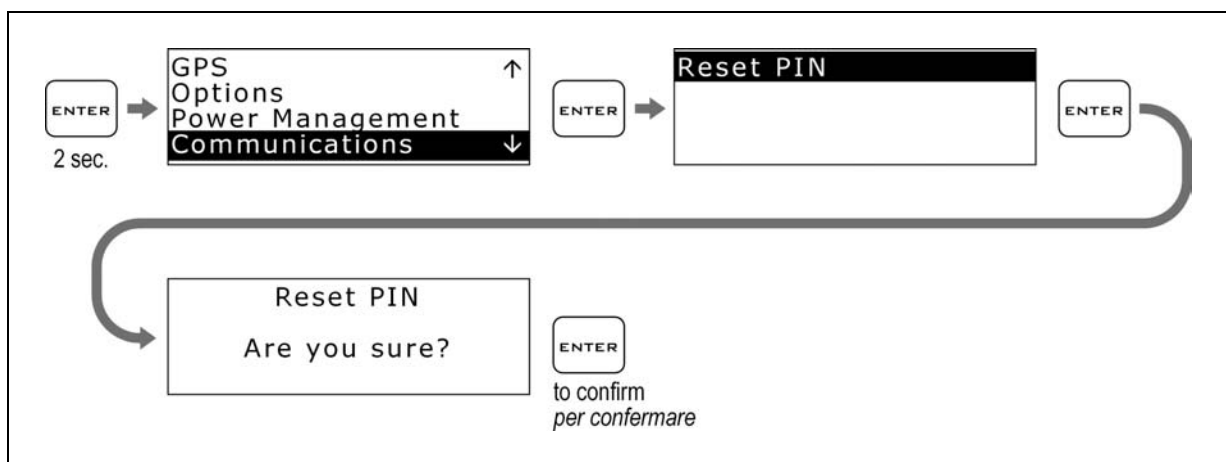 ENTER
2 sec.
GPS ↑
Options
Power Management
Communications ↓
ENTER
Reset PIN
ENTER
Reset PIN
Are you sure?
ENTER
to confirm
per confermare